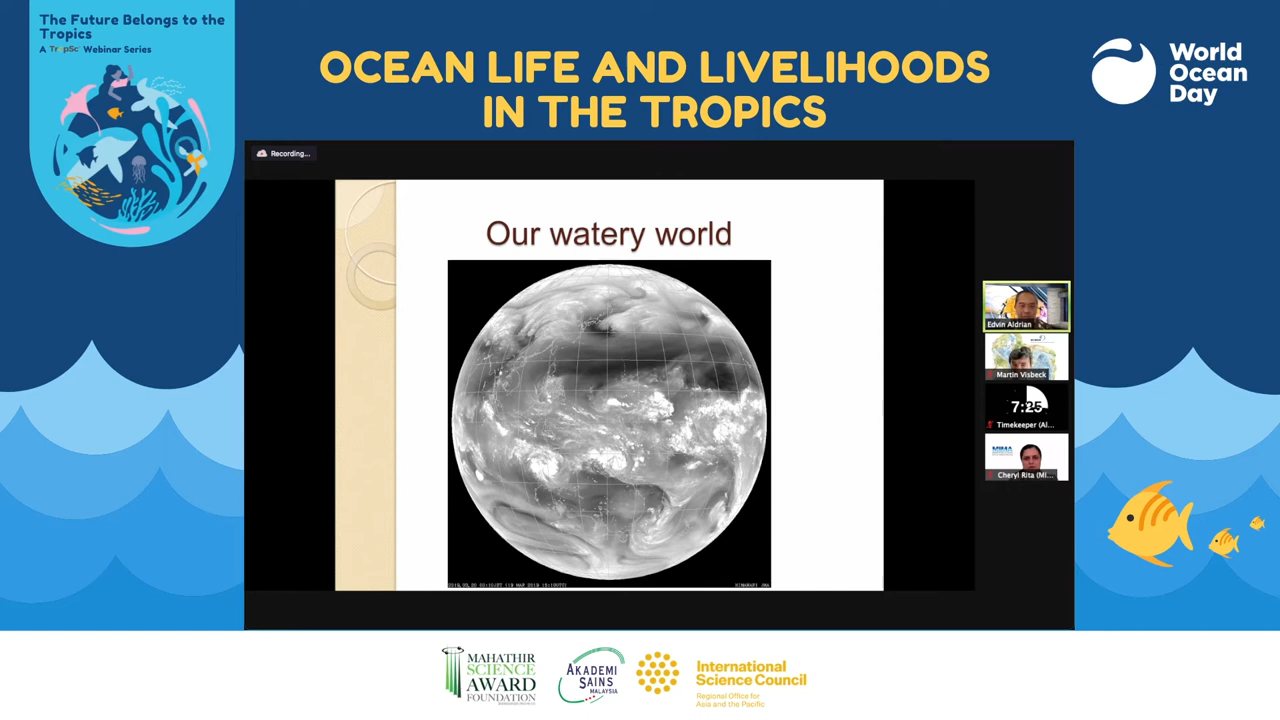 The Future Belongs to the
Tropics
A TropSc Webinar Series
OCEAN LIFE AND LIVELIHOODS
IN THE TROPICS
World
Ocean
Day
Recording...
Our watery world
HIMAWARI JMA
Edvin Aldrian
Martin Visbeck
7:25
Timekeeper (Al...
Cheryl Rita (MI...
MAHATHIR
SCIENCE
AWARD
FOUNDATION
AKADEMI
SAINS
MALAYSIA
International
Science Council
Regional Office for
Asia and the Pacific